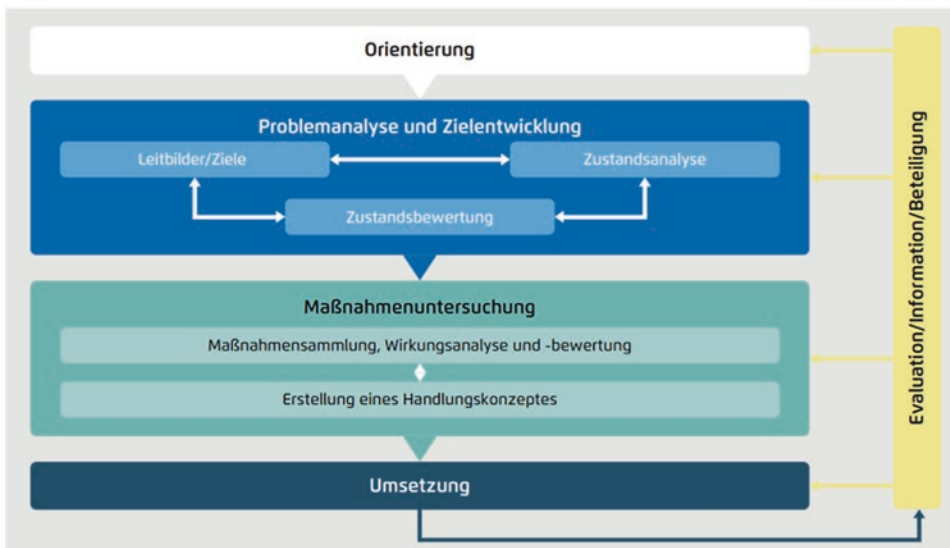 Orientierung
Problemanalyse und Zielentwicklung
Leitbilder/Ziele
Zustandsanalyse
Zustandsbewertung
Maßnahmenuntersuchung
Maßnahmensammlung, Wirkungsanalyse und -bewertung
Erstellung eines Handlungskonzeptes
Umsetzung
Evaluation/Information/Beteiligung